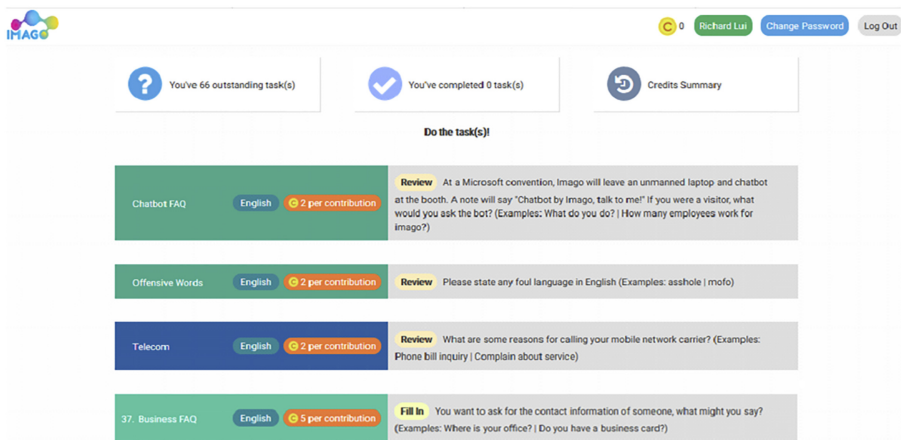 IMAGO
C 0 Richard Lui Change Password Log Out
? You've 66 outstanding task(s) You've completed 0 task(s) Credits Summary
Do the task(s)!
Chatbot FAQ English C 2 per contribution
Review At a Microsoft convention, Imago will leave an unmanned laptop and chatbot
at the booth. A note will say "Chatbot by Imago, talk to me!" If you were a visitor, what
would you ask the bot? (Examples: What do you do? | How many employees work for
imago?)
Offensive Words English C 2 per contribution
Review Please state any foul language in English (Examples: asshole | mofo)
Telecom English C 2 per contribution
Review What are some reasons for calling your mobile network carrier? (Examples:
Phone bill inquiry | Complain about service)
37. Business FAQ English C 5 per contribution
Fill In You want to ask for the contact information of someone, what might you say?
(Examples: Where is your office? | Do you have a business card?)